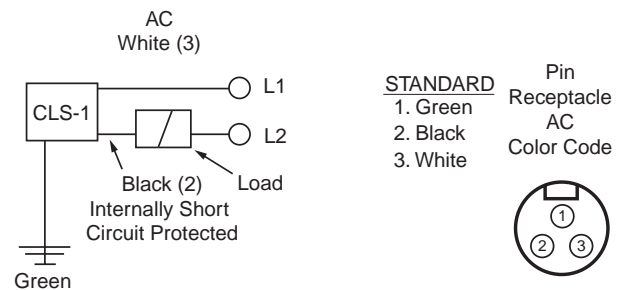 AC
White (3)
L1
CLS-1
L2
Black (2)
Load
Internally Short
Circuit Protected
Green
STANDARD
1. Green
2. Black
3. White
Pin
Receptacle
AC
Color Code
1
2
3